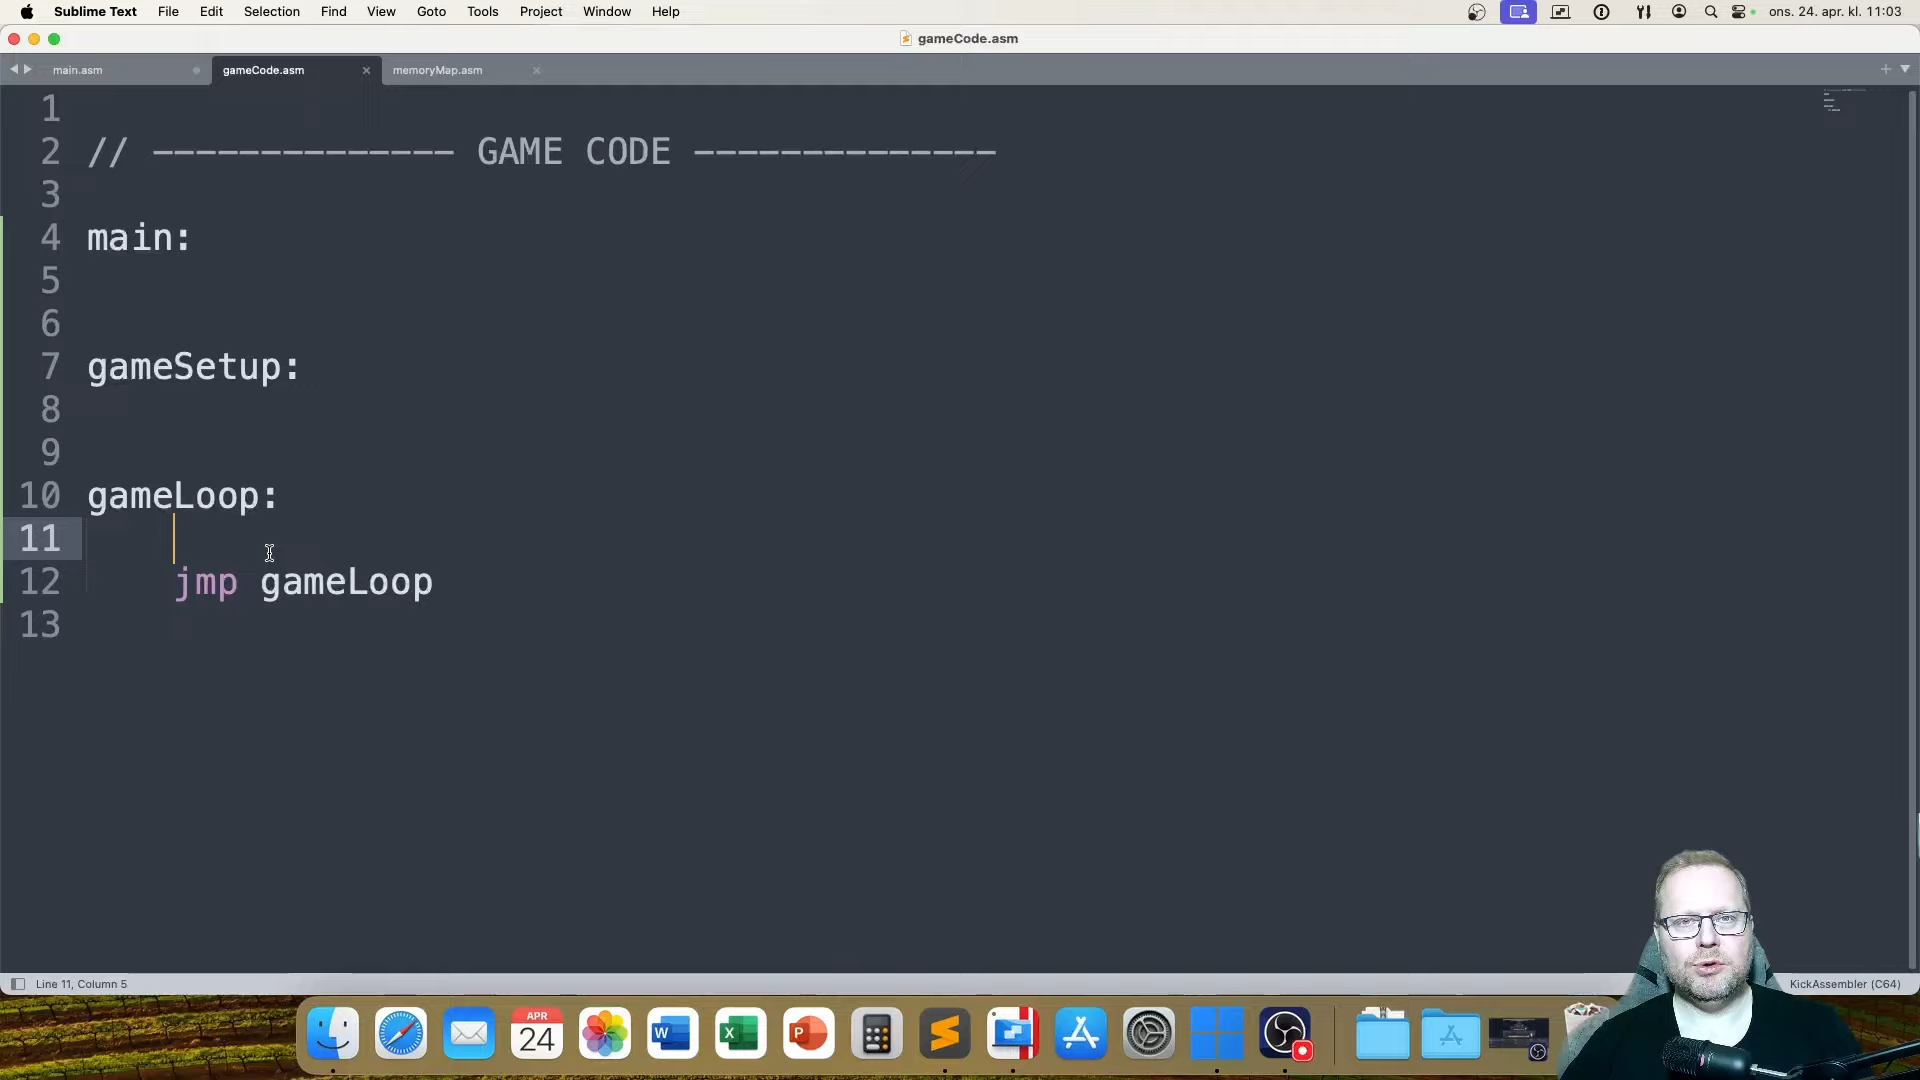 Sublime Text File Edit Selection Find View Goto Tools Project Window Help ons. 24. apr. kl. 11:03
gameCode.asm
main.asm gameCode.asm memoryMap.asm
1
2 // -------------- GAME CODE --------------
3
4 main:
5
6
7 gameSetup:
8
9
10 gameLoop:
11
12 jmp gameLoop
13
Line 11, Column 5 KickAssembler (C64)
APR
24
W
X
P